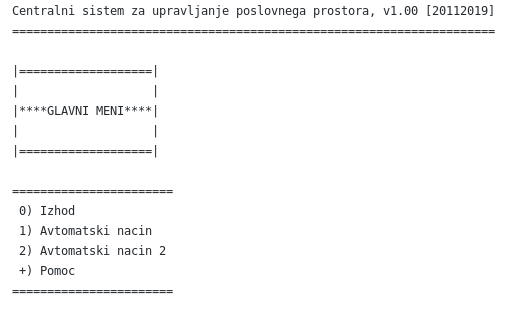 Centralni sistem za upravljanje poslovnega prostora, v1.00 [20112019]
=====================================================================
|===================|
|                   |
|****GLAVNI MENI****|
|                   |
|===================|
=======================
0) Izhod
1) Avtomatski nacin
2) Avtomatski nacin 2
+) Pomoc
=======================